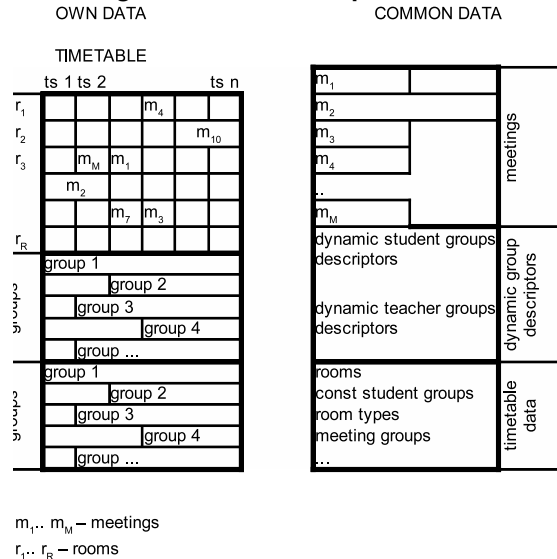 OWN DATA
COMMON DATA
TIMETABLE
ts 1 ts 2 ts n
r1 m4
r2 m10
r3 mM m1
m2
m7 m3
rR
group 1
group 2
group 3
group 4
group ...
groups
group 1
group 2
group 3
group 4
group ...
groups
m1
m2
m3
m4
..
mM
meetings
dynamic student groups
descriptors
dynamic teacher groups
descriptors
dynamic group
descriptors
rooms
const student groups
room types
meeting groups
...
timetable
data
m1.. mM – meetings
r1.. rR – rooms